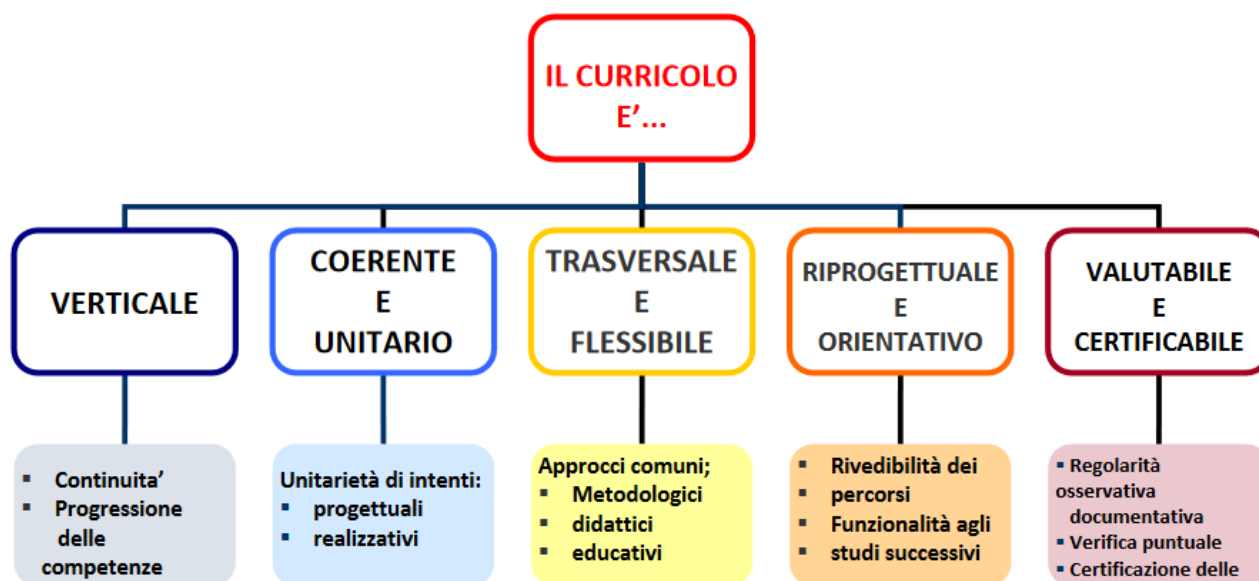 IL CURRICOLO
E'...
VERTICALE
COERENTE
E
UNITARIO
TRASVERSALE
E
FLESSIBILE
RIPROGETTUALE
E
ORIENTATIVO
VALUTABILE
E
CERTIFICABILE
▪ Continuita'
▪ Progressione
delle
competenze
Unitarietà di intenti:
▪ progettuali
▪ realizzativi
Approcci comuni;
▪ Metodologici
▪ didattici
▪ educativi
▪ Rivedibilità dei
▪ percorsi
▪ Funzionalità agli
▪ studi successivi
▪ Regolarità
osservativa
documentativa
▪ Verifica puntuale
▪ Certificazione delle